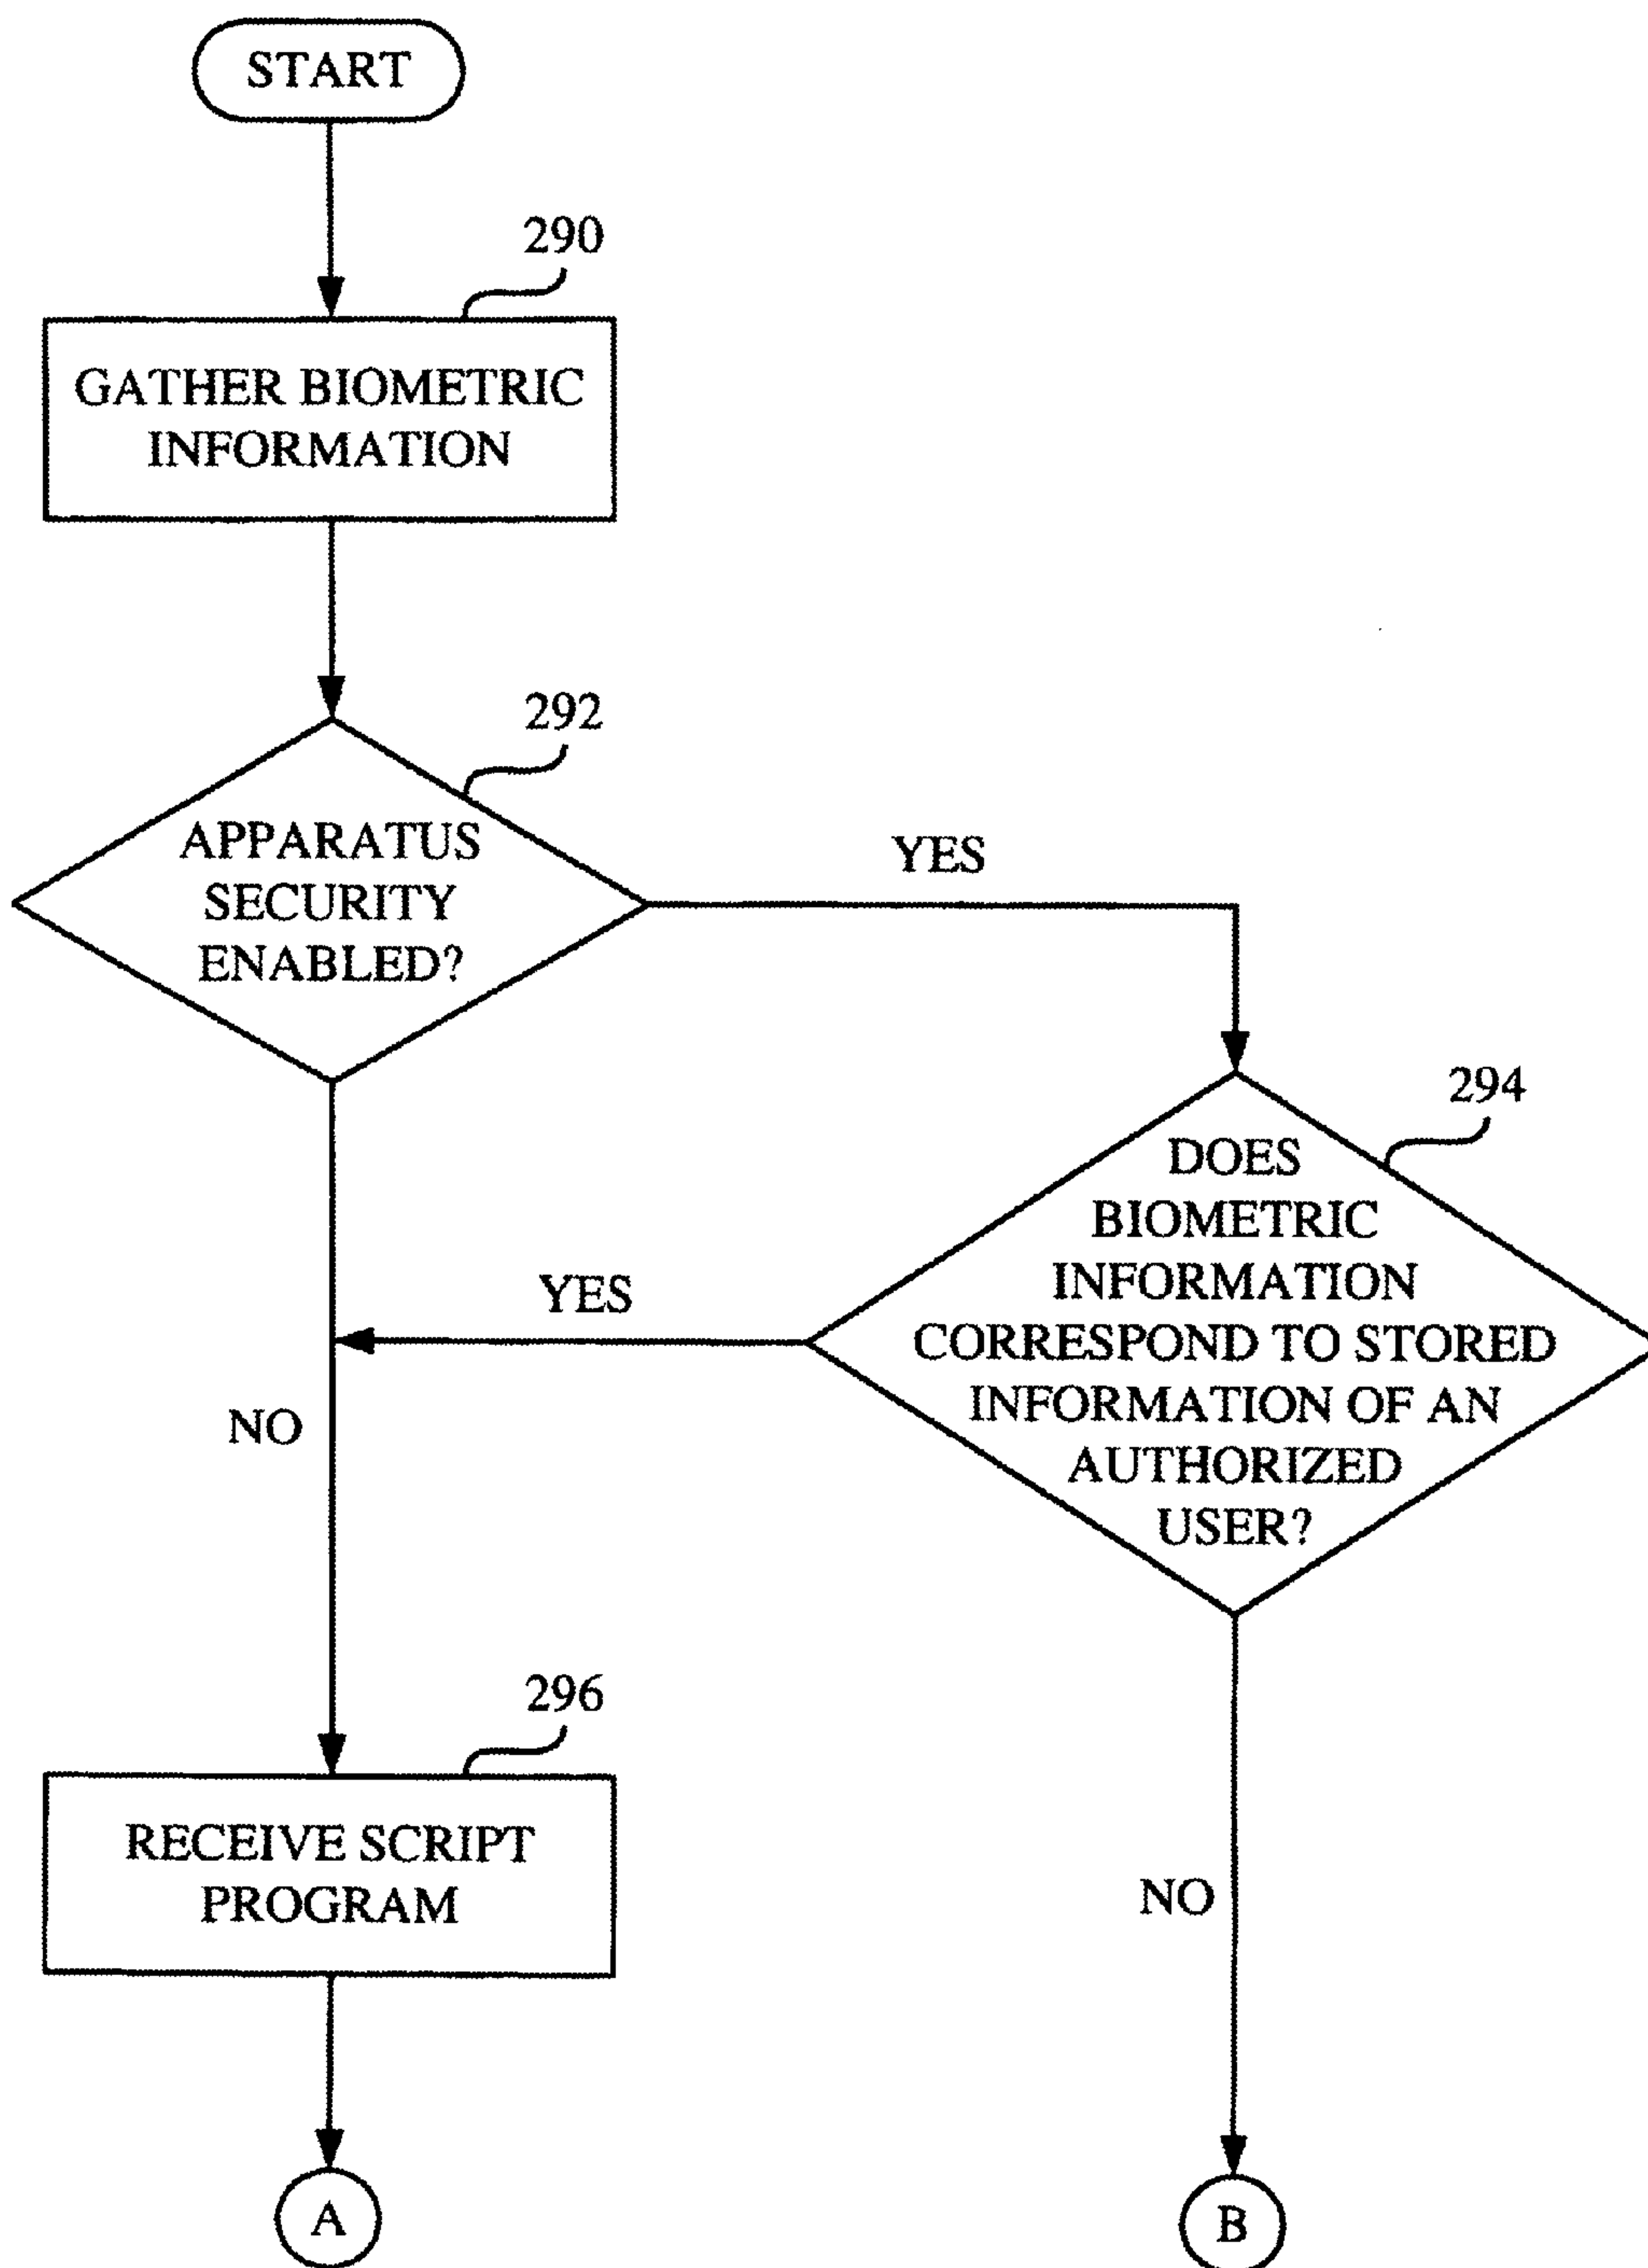 START
290
GATHER BIOMETRIC
INFORMATION
292
APPARATUS
SECURITY
ENABLED?
YES
294
DOES
BIOMETRIC
INFORMATION
CORRESPOND TO STORED
INFORMATION OF AN
AUTHORIZED
USER?
YES
NO
296
RECEIVE SCRIPT
PROGRAM
NO
A
B